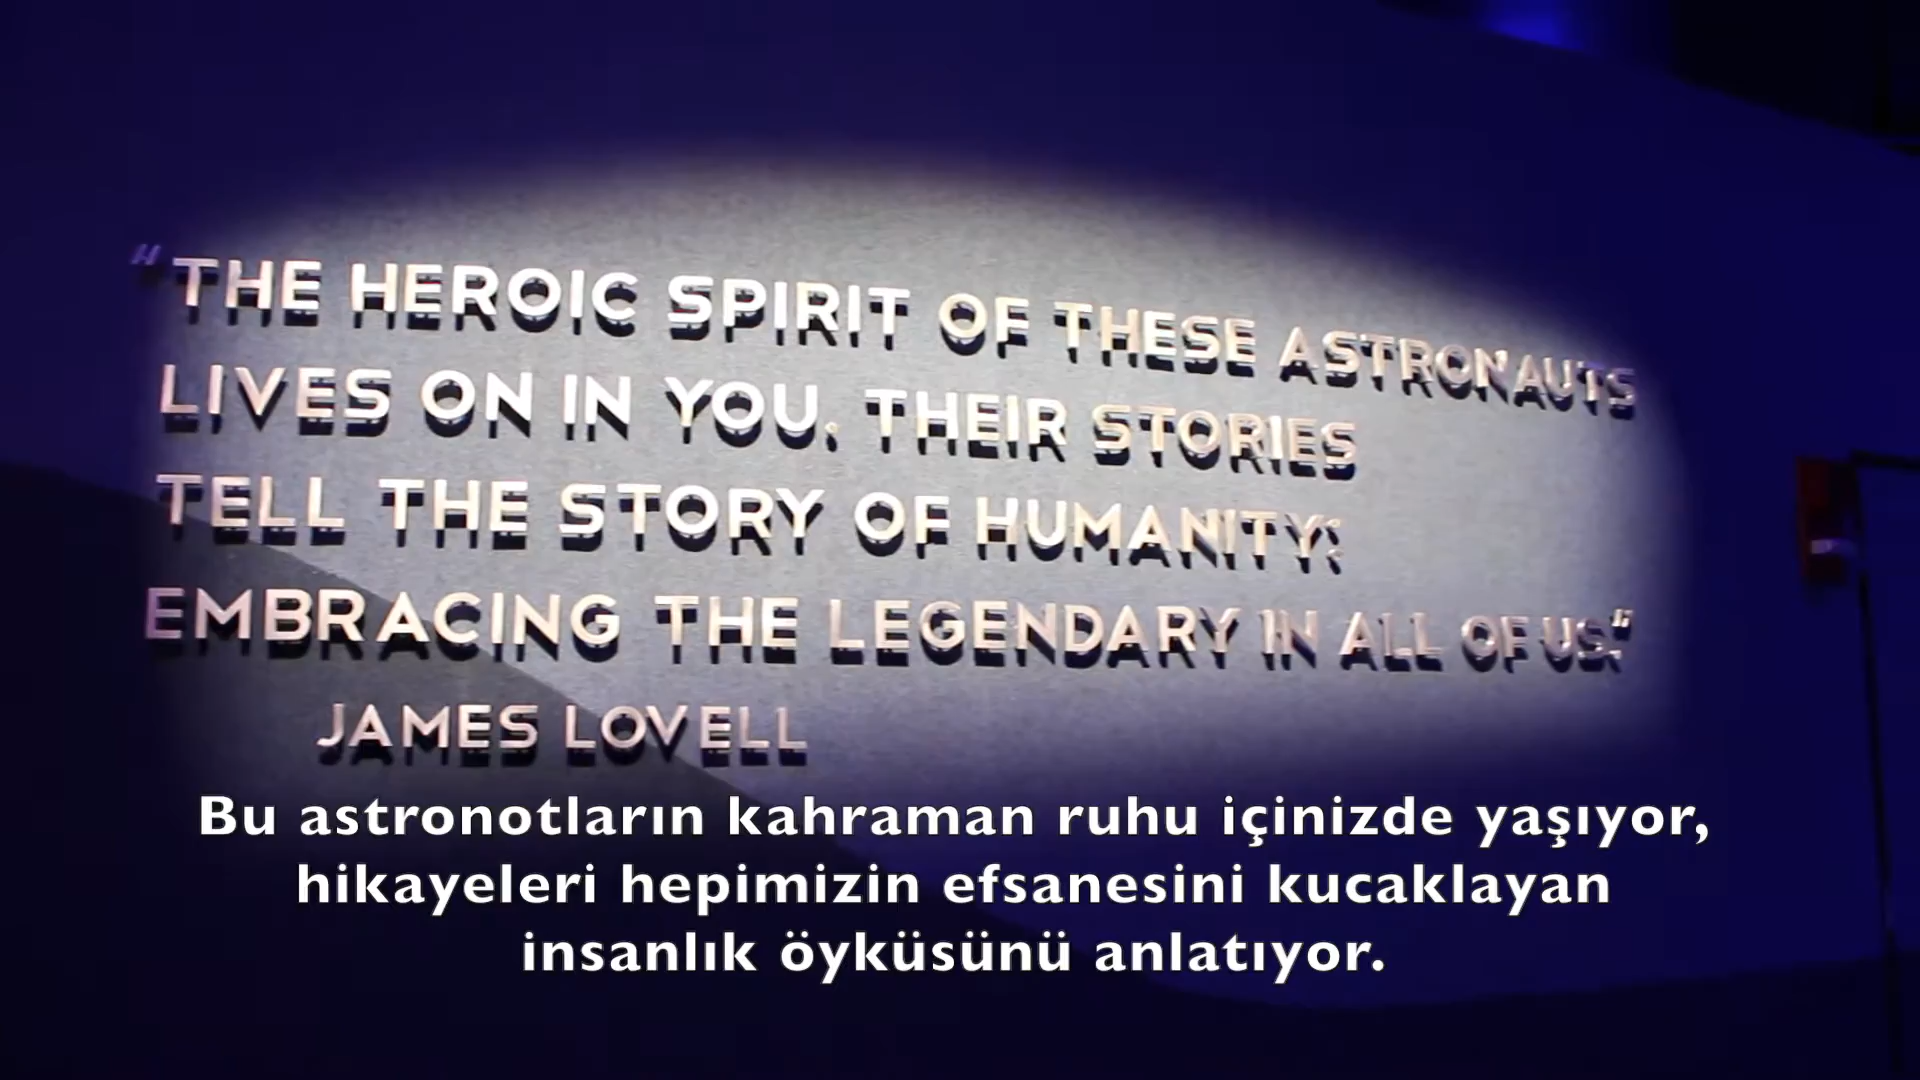 "THE HEROIC SPIRIT OF THESE ASTRONAUTS
LIVES ON IN YOU. THEIR STORIES
TELL THE STORY OF HUMANITY:
EMBRACING THE LEGENDARY IN ALL OF US."
JAMES LOVELL
Bu astronotların kahraman ruhu içinizde yaşıyor,
hikayeleri hepimizin efsanesini kucaklayan
insanlık öyküsünü anlatıyor.